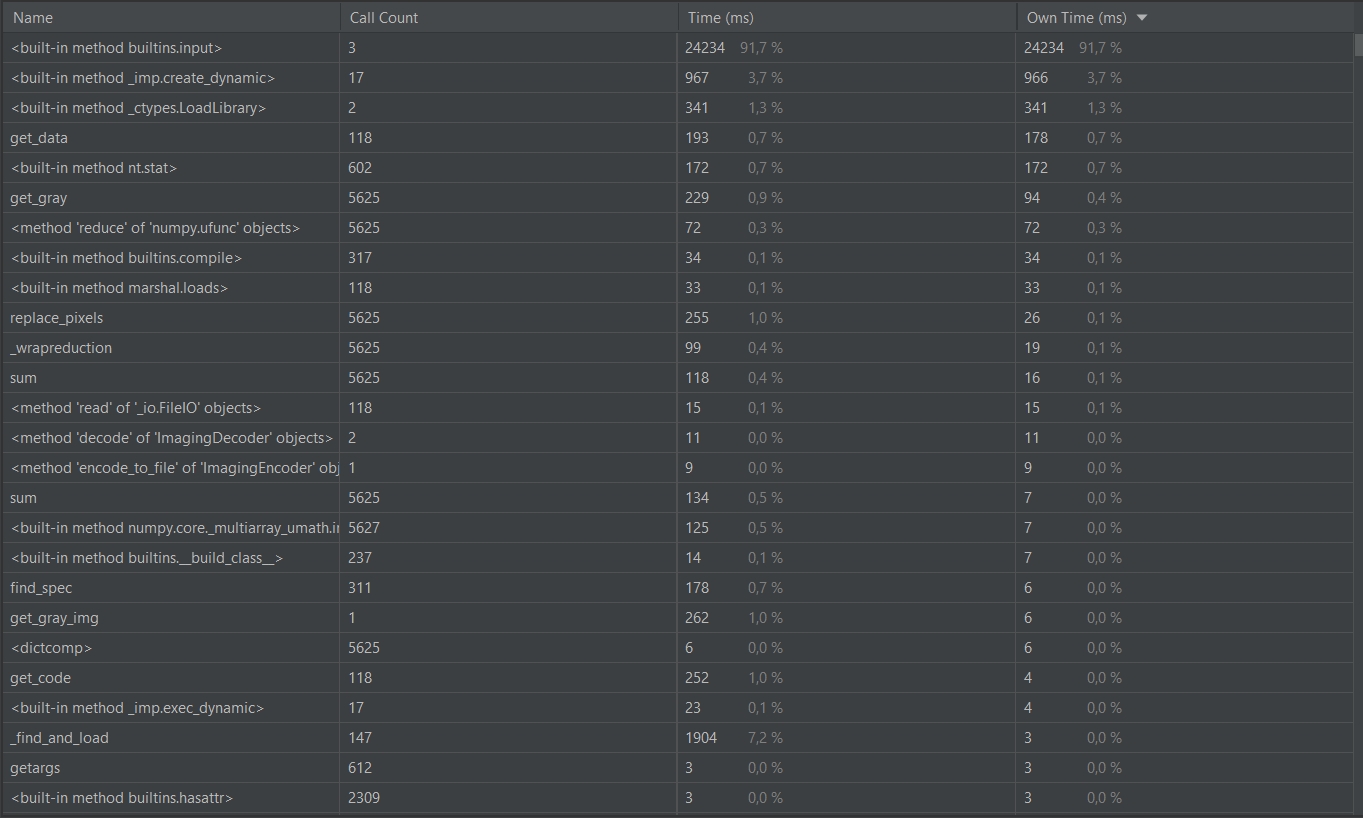 Name Call Count Time (ms) Own Time (ms)
<built-in method builtins.input> 3 24234 91,7 % 24234 91,7 %
<built-in method _imp.create_dynamic> 17 967 3,7 % 966 3,7 %
<built-in method _ctypes.LoadLibrary> 2 341 1,3 % 341 1,3 %
get_data 118 193 0,7 % 178 0,7 %
<built-in method nt.stat> 602 172 0,7 % 172 0,7 %
get_gray 5625 229 0,9 % 94 0,4 %
<method 'reduce' of 'numpy.ufunc' objects> 5625 72 0,3 % 72 0,3 %
<built-in method builtins.compile> 317 34 0,1 % 34 0,1 %
<built-in method marshal.loads> 118 33 0,1 % 33 0,1 %
replace_pixels 5625 255 1,0 % 26 0,1 %
_wrapreduction 5625 99 0,4 % 19 0,1 %
sum 5625 118 0,4 % 16 0,1 %
<method 'read' of '_io.FileIO' objects> 118 15 0,1 % 15 0,1 %
<method 'decode' of 'ImagingDecoder' objects> 2 11 0,0 % 11 0,0 %
<method 'encode_to_file' of 'ImagingEncoder' obj 1 9 0,0 % 9 0,0 %
sum 5625 134 0,5 % 7 0,0 %
<built-in method numpy.core._multiarray_umath.i 5627 125 0,5 % 7 0,0 %
<built-in method builtins.__build_class__> 237 14 0,1 % 7 0,0 %
find_spec 311 178 0,7 % 6 0,0 %
get_gray_img 1 262 1,0 % 6 0,0 %
<dictcomp> 5625 6 0,0 % 6 0,0 %
get_code 118 252 1,0 % 4 0,0 %
<built-in method _imp.exec_dynamic> 17 23 0,1 % 4 0,0 %
_find_and_load 147 1904 7,2 % 3 0,0 %
getargs 612 3 0,0 % 3 0,0 %
<built-in method builtins.hasattr> 2309 3 0,0 % 3 0,0 %